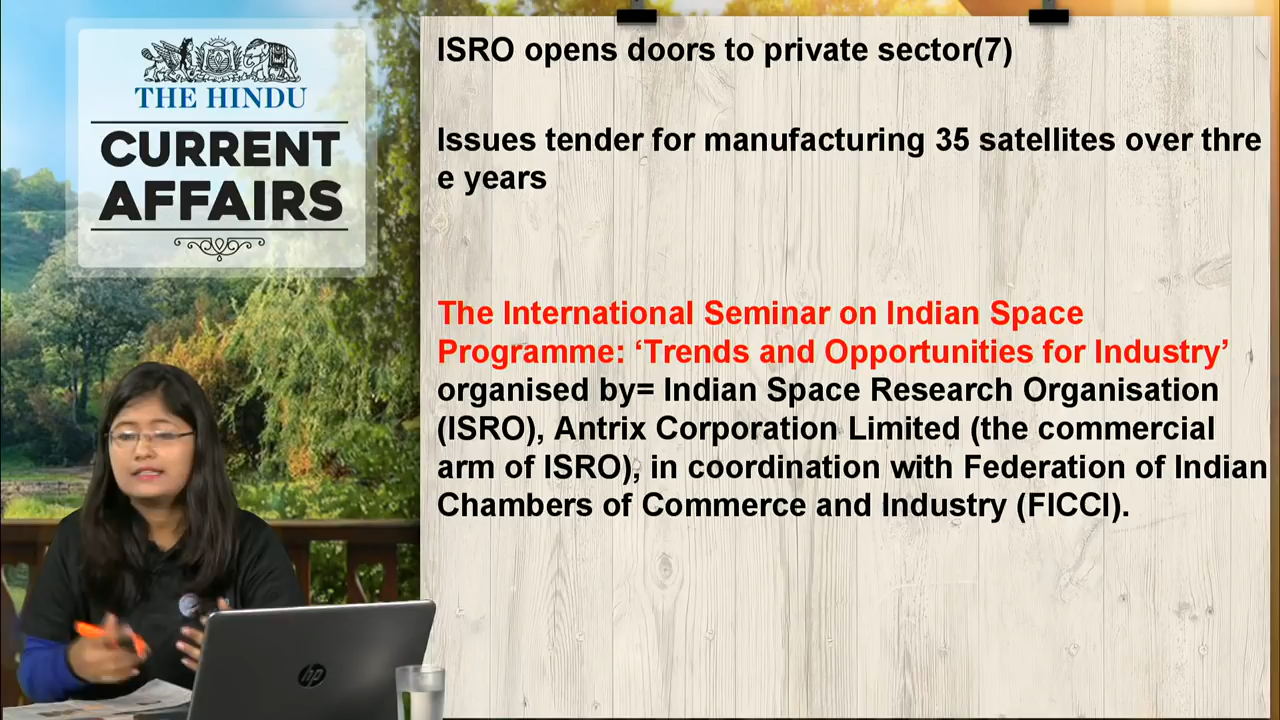 THE HINDU
CURRENT
AFFAIRS
ISRO opens doors to private sector(7)
Issues tender for manufacturing 35 satellites over thre
e years
The International Seminar on Indian Space
Programme: ‘Trends and Opportunities for Industry’
organised by= Indian Space Research Organisation
(ISRO), Antrix Corporation Limited (the commercial
arm of ISRO), in coordination with Federation of Indian
Chambers of Commerce and Industry (FICCI).
hp